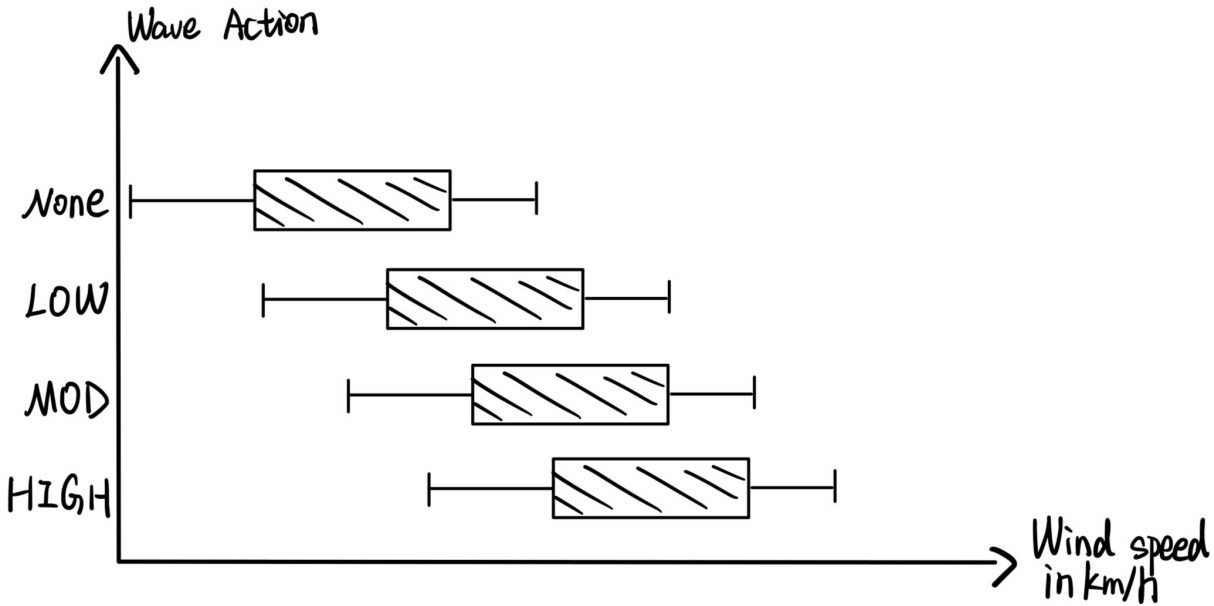 Wave Action
None
LOW
MOD
HIGH
Wind speed
in km/h